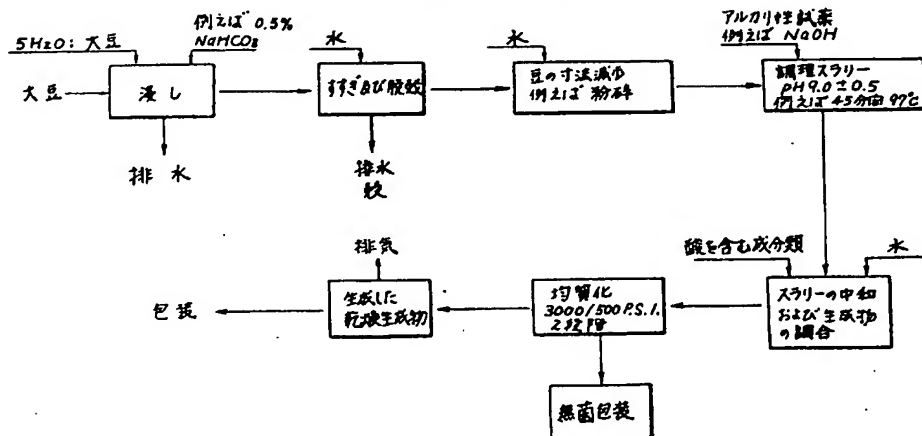 5H2O:大豆
例えば 0.5%
NaHCO3
大豆
浸し
排水
水
すすぎ及び脱殻
排水
殻
水
豆の寸法減少
例えば 粉砕
アルカリ性試薬
例えば NaOH
調理スラリー
pH9.0±0.5
例えば45分間97℃
酸を含む成分類
水
スラリーの中和
および生成物
の調合
均質化
3000/500 P.S.I.
2段階
無菌包装
排気
生成した
乾燥生成物
包装